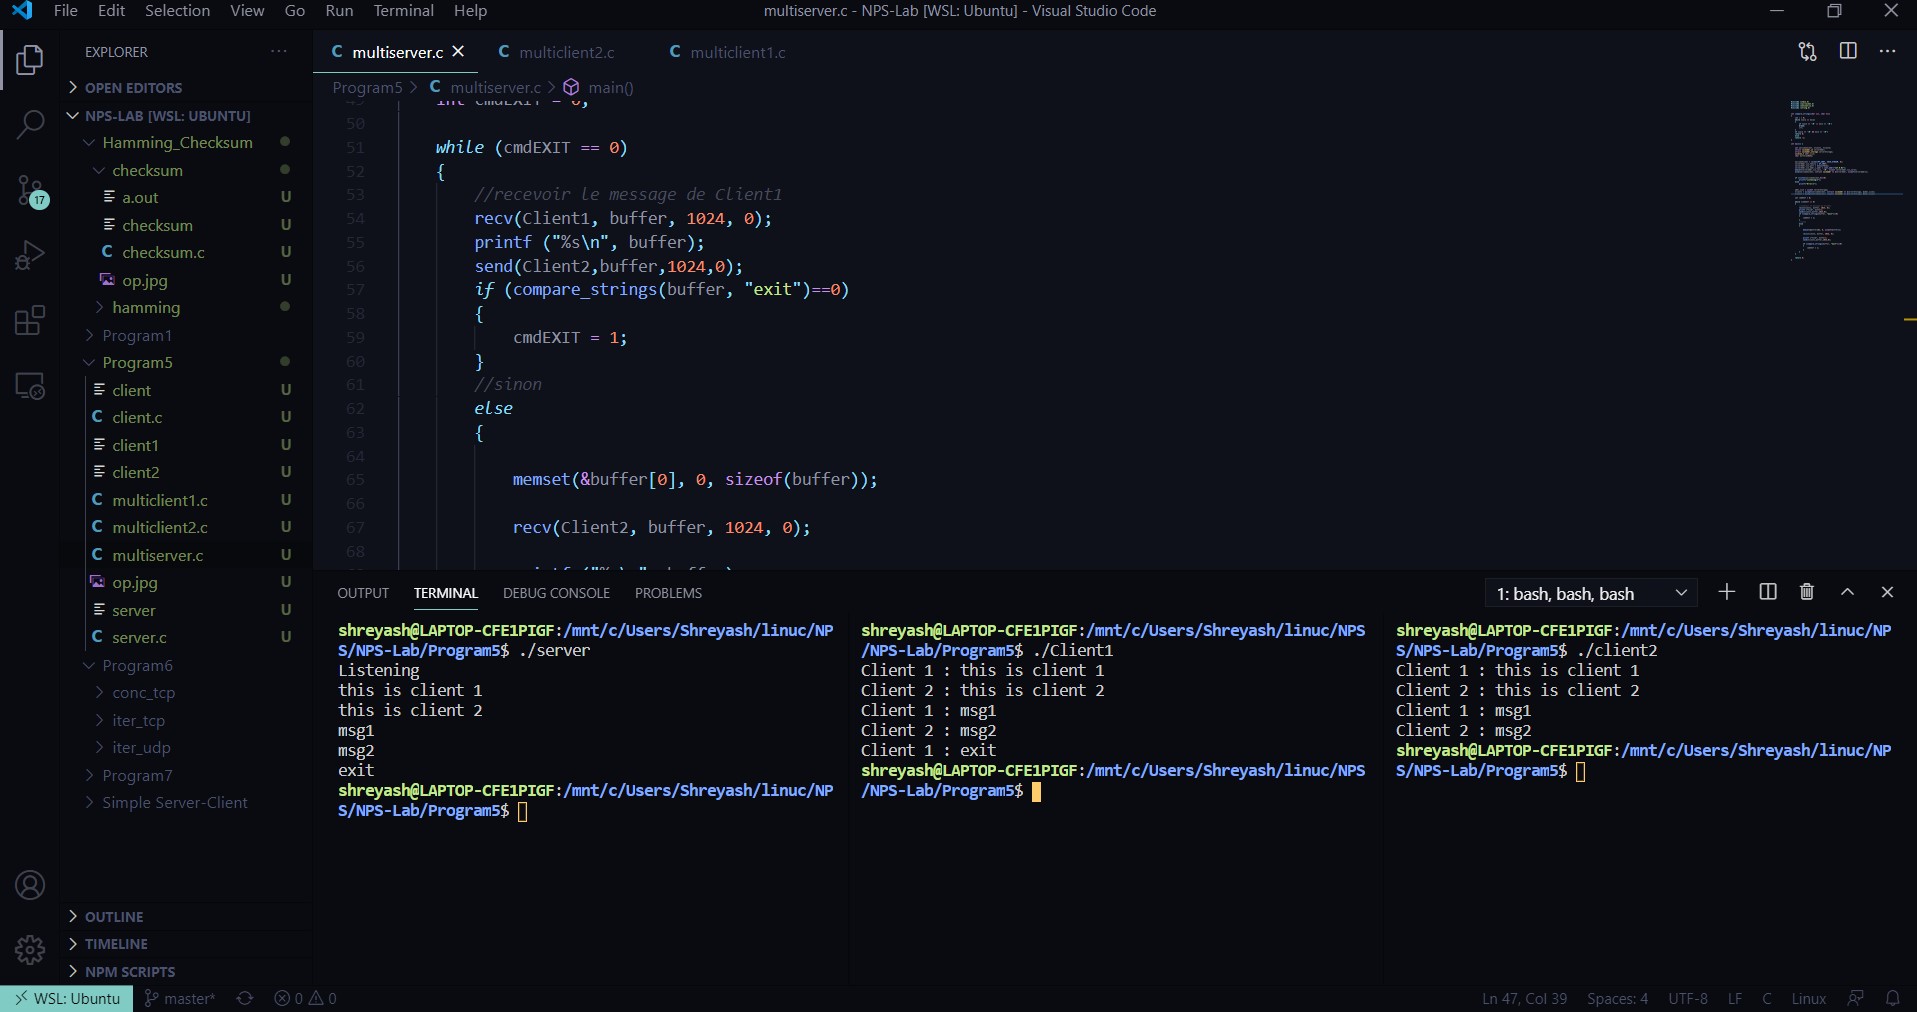 File Edit Selection View Go Run Terminal Help
multiserver.c - NPS-Lab [WSL: Ubuntu] - Visual Studio Code
EXPLORER
OPEN EDITORS
NPS-LAB [WSL: UBUNTU]
Hamming_Checksum
checksum
a.out U
checksum U
checksum.c U
op.jpg U
hamming
Program1
Program5
client U
client.c U
client1 U
client2 U
multiclient1.c U
multiclient2.c U
multiserver.c U
op.jpg U
server U
server.c U
Program6
conc_tcp
iter_tcp
iter_udp
Program7
Simple Server-Client
OUTLINE
TIMELINE
NPM SCRIPTS
17
multiserver.c multiclient2.c multiclient1.c
Program5 > multiserver.c > main()
49 int cmdEXIT = 0;
50
51 while (cmdEXIT == 0)
52 {
53 //recevoir le message de Client1
54 recv(Client1, buffer, 1024, 0);
55 printf ("%s\n", buffer);
56 send(Client2,buffer,1024,0);
57 if (compare_strings(buffer, "exit")==0)
58 {
59 cmdEXIT = 1;
60 }
61 //sinon
62 else
63 {
64
65 memset(&buffer[0], 0, sizeof(buffer));
66
67 recv(Client2, buffer, 1024, 0);
68
OUTPUT TERMINAL DEBUG CONSOLE PROBLEMS
1: bash, bash, bash
shreyash@LAPTOP-CFE1PIGF:/mnt/c/Users/Shreyash/linuc/NP
S/NPS-Lab/Program5$ ./server
Listening
this is client 1
this is client 2
msg1
msg2
exit
shreyash@LAPTOP-CFE1PIGF:/mnt/c/Users/Shreyash/linuc/NP
S/NPS-Lab/Program5$
shreyash@LAPTOP-CFE1PIGF:/mnt/c/Users/Shreyash/linuc/NPS
/NPS-Lab/Program5$ ./Client1
Client 1 : this is client 1
Client 2 : this is client 2
Client 1 : msg1
Client 2 : msg2
Client 1 : exit
shreyash@LAPTOP-CFE1PIGF:/mnt/c/Users/Shreyash/linuc/NPS
/NPS-Lab/Program5$
shreyash@LAPTOP-CFE1PIGF:/mnt/c/Users/Shreyash/linuc/NP
S/NPS-Lab/Program5$ ./client2
Client 1 : this is client 1
Client 2 : this is client 2
Client 1 : msg1
Client 2 : msg2
shreyash@LAPTOP-CFE1PIGF:/mnt/c/Users/Shreyash/linuc/NP
S/NPS-Lab/Program5$
WSL: Ubuntu master* 0 0
Ln 47, Col 39 Spaces: 4 UTF-8 LF C Linux